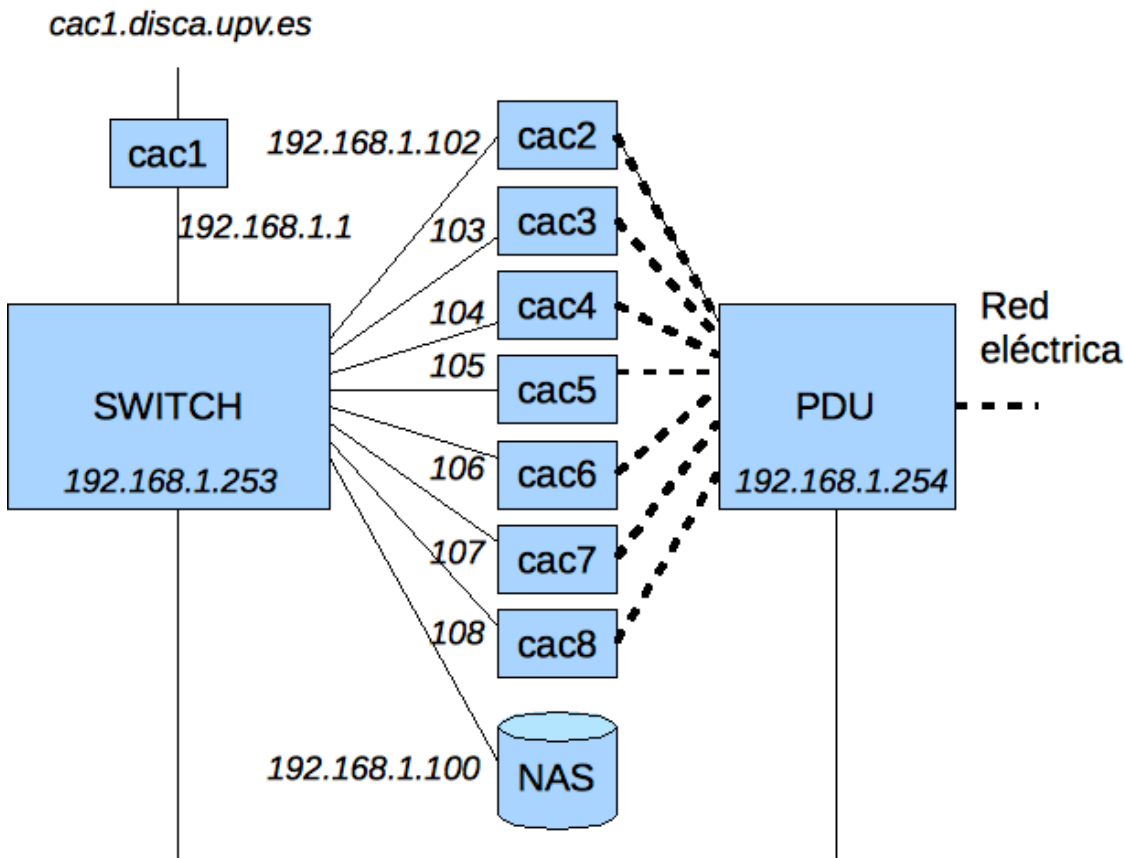 cac1.disca.upv.es
cac1
192.168.1.1
SWITCH
192.168.1.253
192.168.1.102
cac2
103
cac3
104
cac4
105
cac5
106
cac6
107
cac7
108
cac8
192.168.1.100
NAS
PDU
192.168.1.254
Red
eléctrica